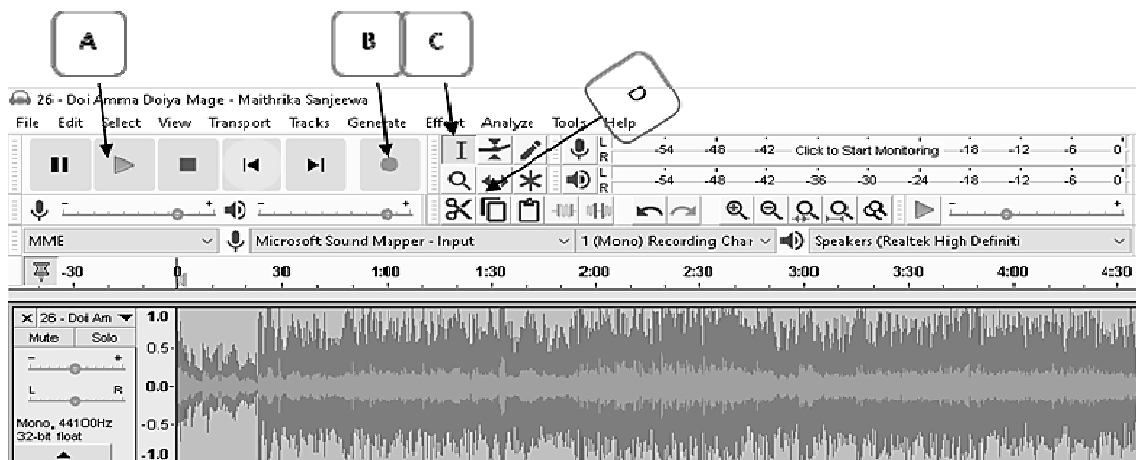 A B C D
26 - Doi Amma Doiya Mage - Maithrika Sanjeewa
File Edit Select View Transport Tracks Generate Effect Analyze Tools Help
L R -54 -48 -42 Click to Start Monitoring -18 -12 -6 0
L R -54 -48 -42 -36 -30 -24 -18 -12 -6 0
- + - + - +
MME Microsoft Sound Mapper - Input 1 (Mono) Recording Char Speakers (Realtek High Definiti
-30 0 30 1:00 1:30 2:00 2:30 3:00 3:30 4:00 4:30
× 26 - Doi Am 1.0
Mute Solo
0.5
- +
L R 0.0
Mono, 44100Hz -0.5
32-bit float
-1.0